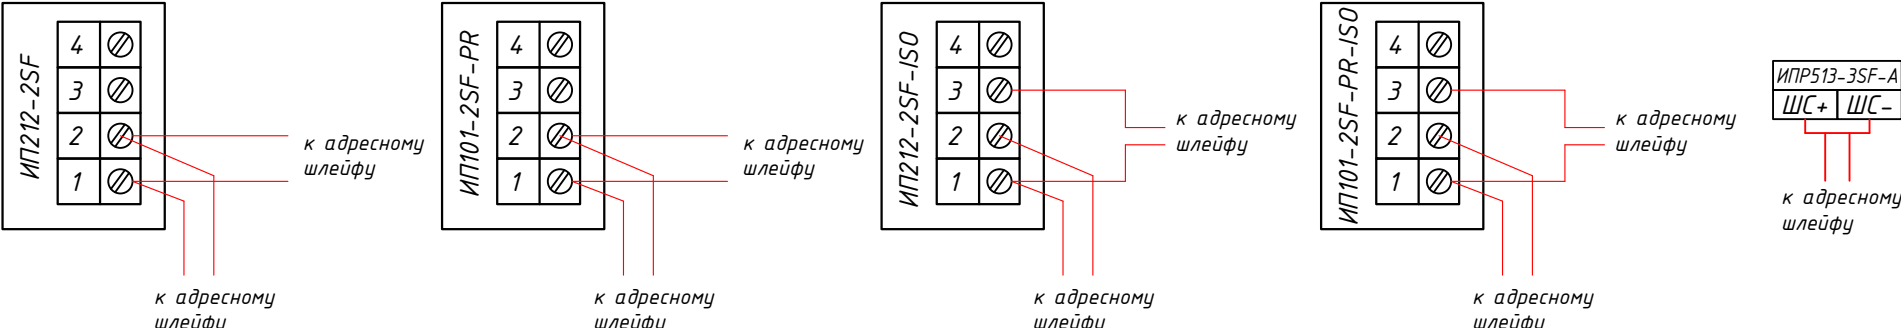 ИП212-2SF
4
3
2
1
к адресному
шлейфу
к адресному
шлейфу
ИП101-2SF-PR
4
3
2
1
к адресному
шлейфу
к адресному
шлейфу
ИП212-2SF-ISO
4
3
2
1
к адресному
шлейфу
к адресному
шлейфу
ИП101-2SF-PR-ISO
4
3
2
1
к адресному
шлейфу
к адресному
шлейфу
ИПР513-3SF-A
ШС+ ШС-
к адресному
шлейфу